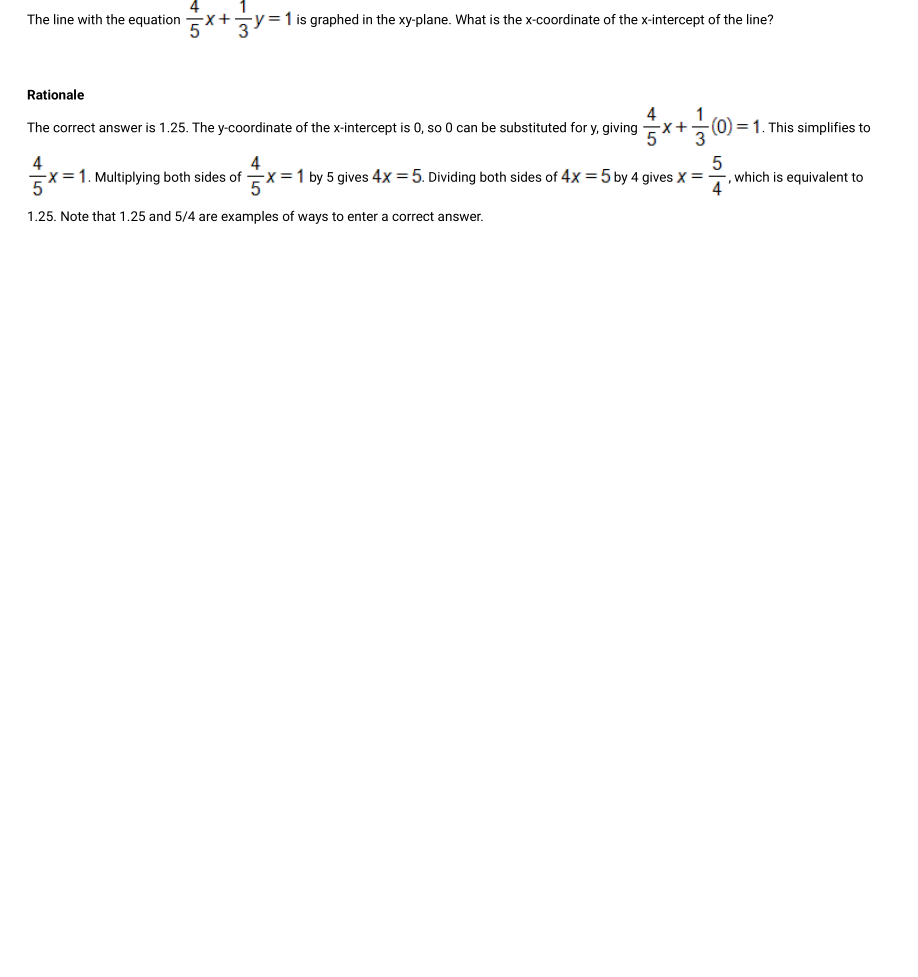 The line with the equation 4/5 x + 1/3 y = 1 is graphed in the xy-plane. What is the x-coordinate of the x-intercept of the line?
Rationale
The correct answer is 1.25. The y-coordinate of the x-intercept is 0, so 0 can be substituted for y, giving 4/5 x + 1/3 (0) = 1. This simplifies to
4/5 x = 1. Multiplying both sides of 4/5 x = 1 by 5 gives 4x = 5. Dividing both sides of 4x = 5 by 4 gives x = 5/4, which is equivalent to
1.25. Note that 1.25 and 5/4 are examples of ways to enter a correct answer.